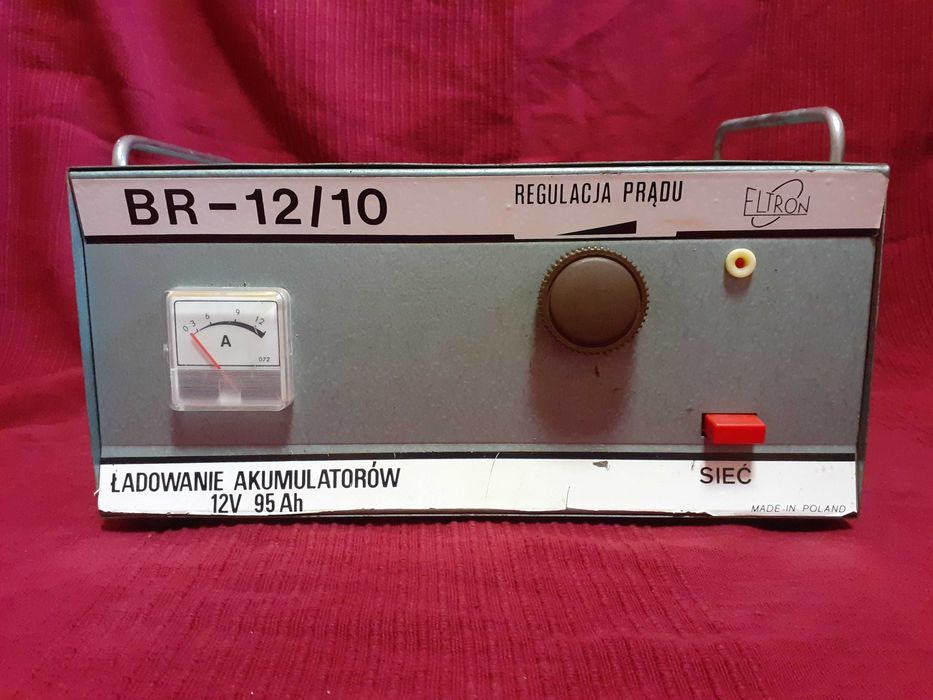 BR-12/10
REGULACJA PRĄDU
ELTRON
0 3 6 9 12
A
072
ŁADOWANIE AKUMULATORÓW
12V 95 Ah
SIEĆ
MADE IN POLAND